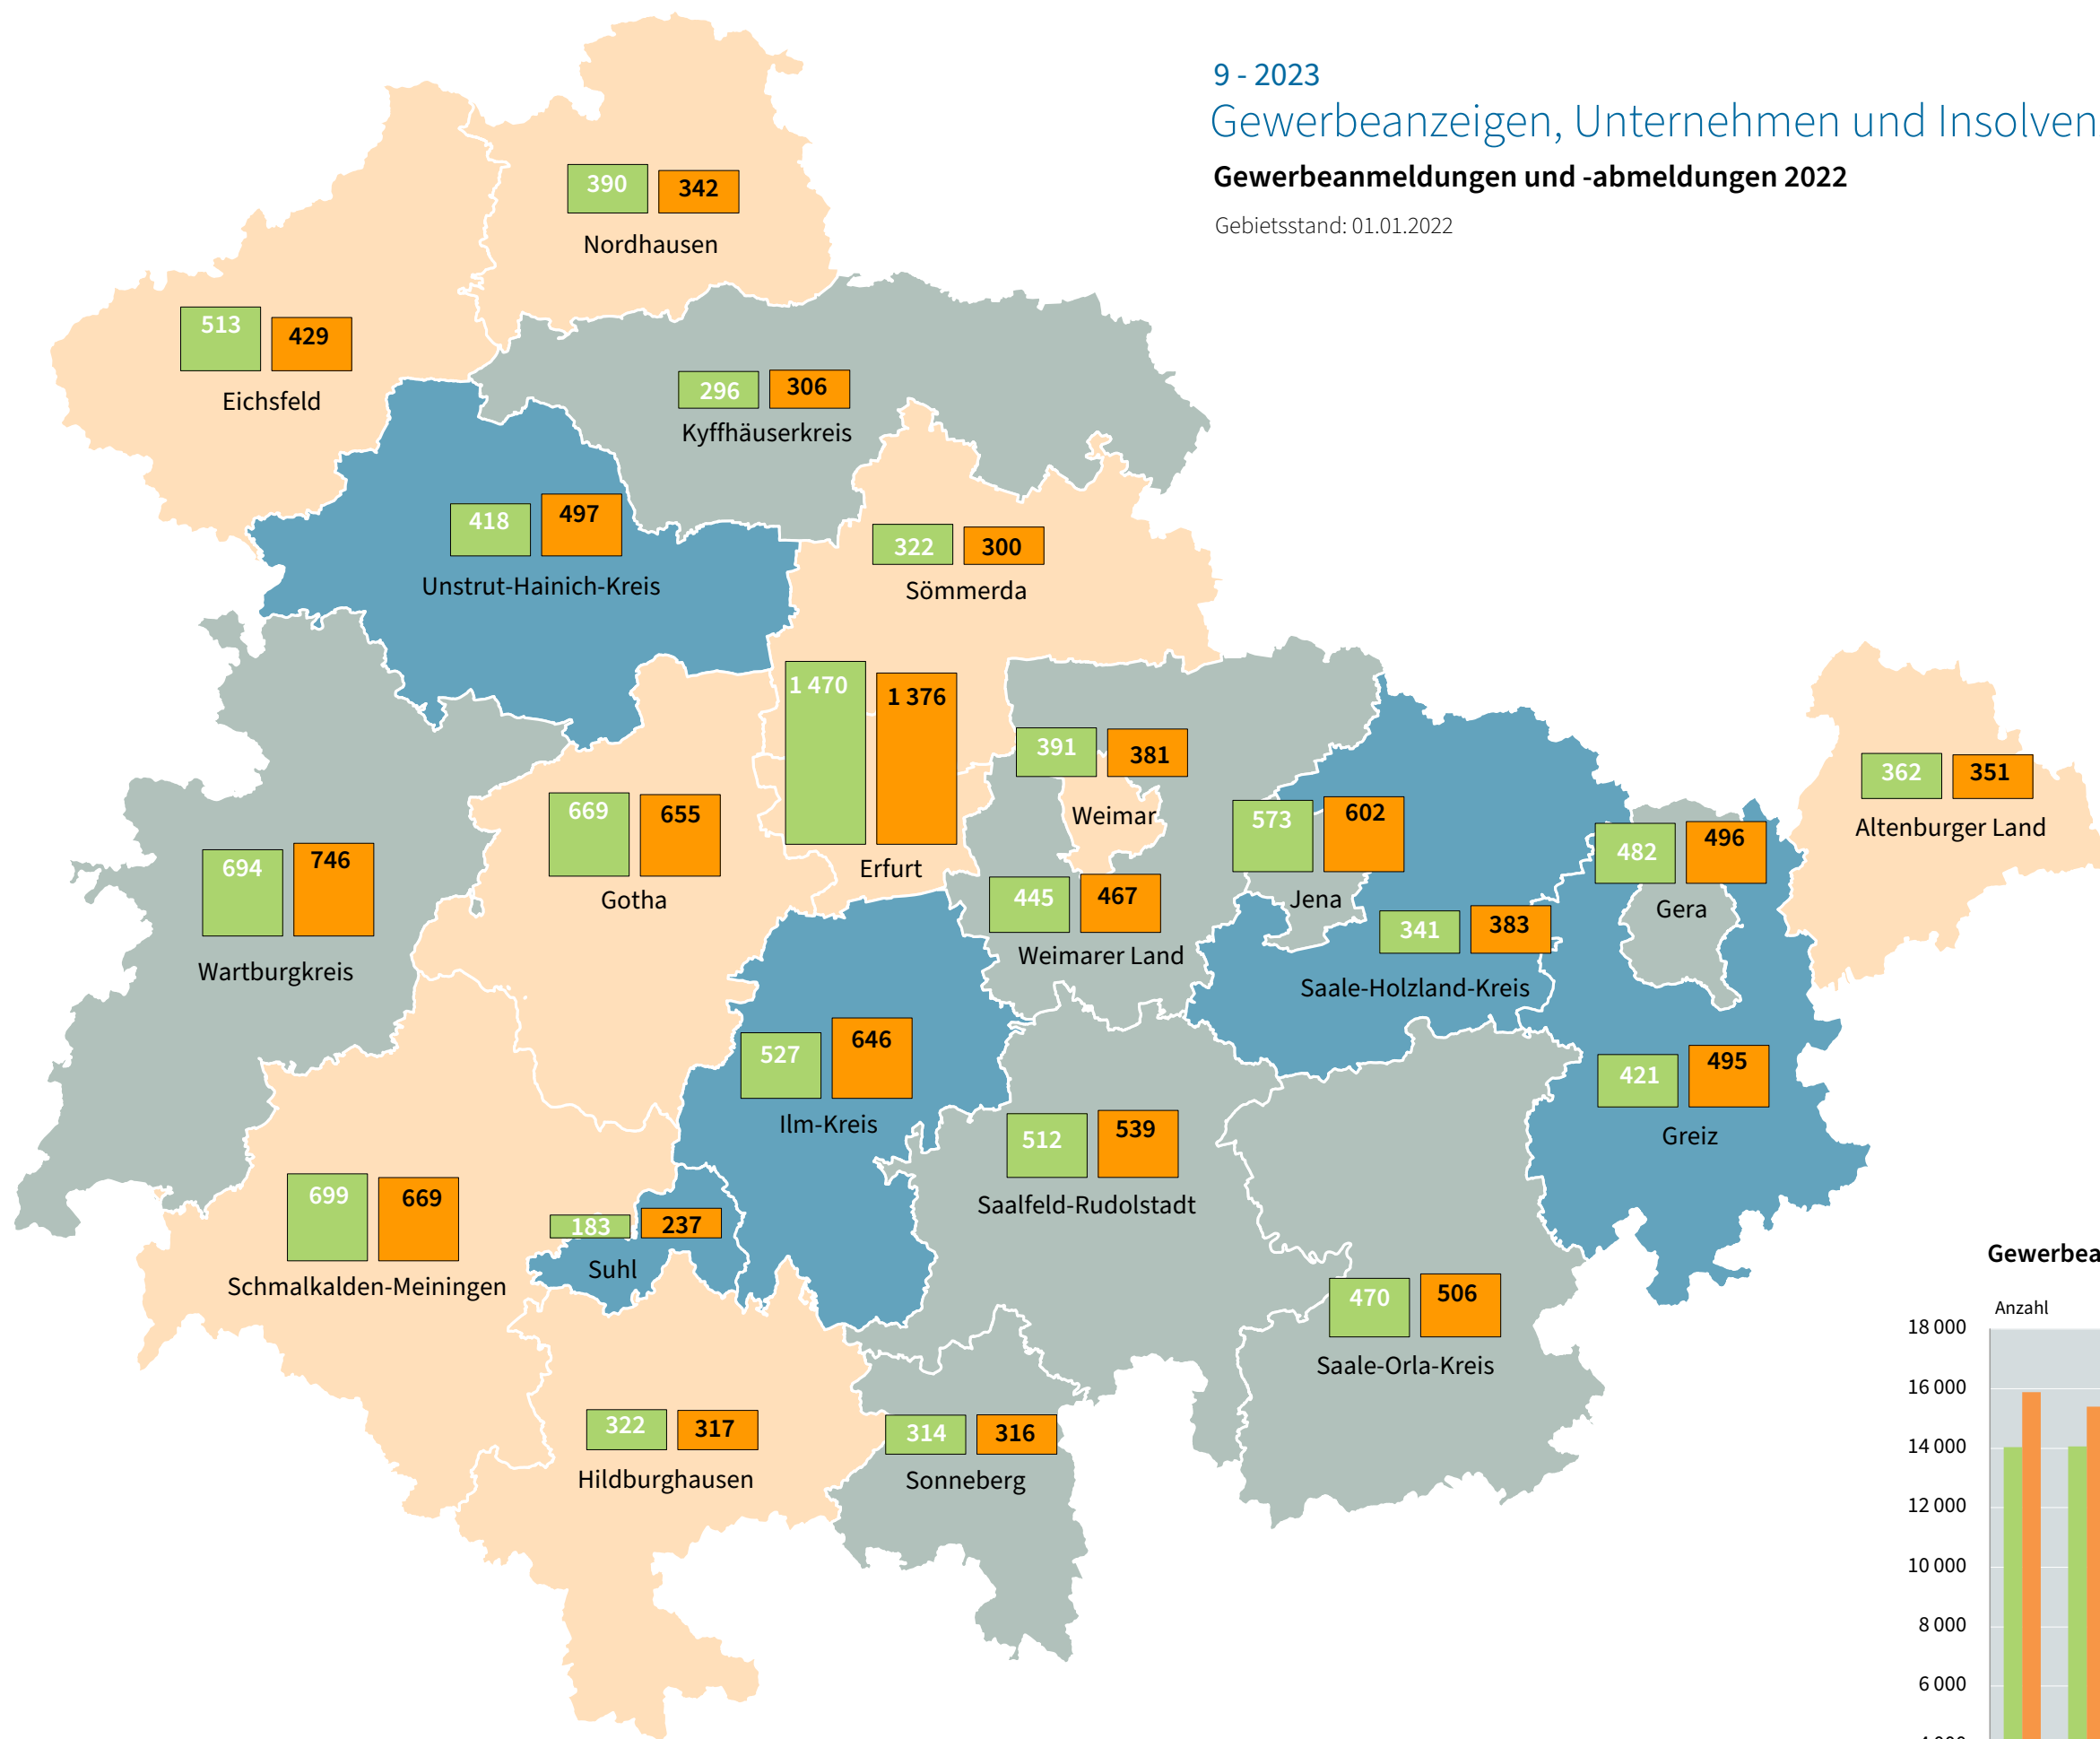 9 - 2023
Gewerbeanzeigen, Unternehmen und Insolven
Gewerbeanmeldungen und -abmeldungen 2022
Gebietsstand: 01.01.2022
390 342
Nordhausen
513 429
Eichsfeld
296 306
Kyffhäuserkreis
418 497
Unstrut-Hainich-Kreis
322 300
Sömmerda
1 470 1 376
Erfurt
391 381
Weimar
362 351
Altenburger Land
669 655
Gotha
573 602
Jena
482 496
Gera
694 746
Wartburgkreis
445 467
Weimarer Land
341 383
Saale-Holzland-Kreis
527 646
Ilm-Kreis
421 495
Greiz
512 539
Saalfeld-Rudolstadt
699 669
Schmalkalden-Meiningen
183 237
Suhl
470 506
Saale-Orla-Kreis
322 317
Hildburghausen
314 316
Sonneberg
Gewerbea
Anzahl
18 000
16 000
14 000
12 000
10 000
8 000
6 000